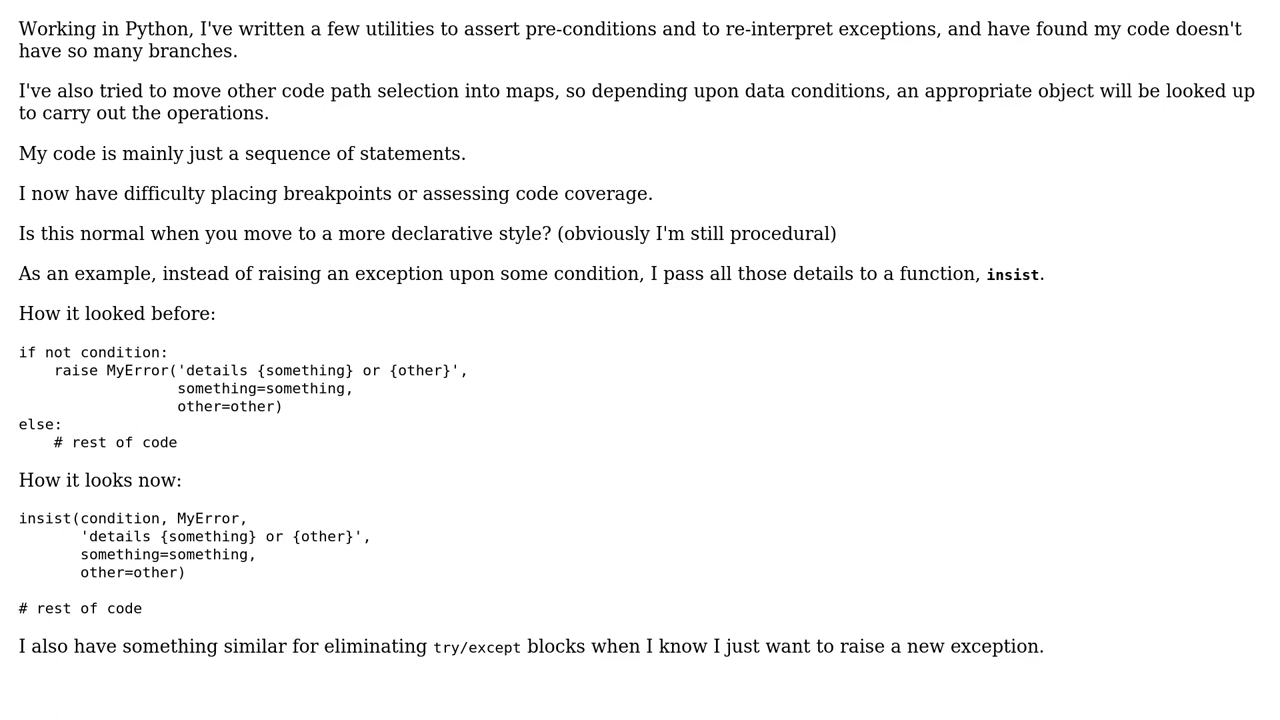 Working in Python, I've written a few utilities to assert pre-conditions and to re-interpret exceptions, and have found my code doesn't
have so many branches.
I've also tried to move other code path selection into maps, so depending upon data conditions, an appropriate object will be looked up
to carry out the operations.
My code is mainly just a sequence of statements.
I now have difficulty placing breakpoints or assessing code coverage.
Is this normal when you move to a more declarative style? (obviously I'm still procedural)
As an example, instead of raising an exception upon some condition, I pass all those details to a function, insist.
How it looked before:
if not condition:
    raise MyError('details {something} or {other}',
                  something=something,
                  other=other)
else:
    # rest of code
How it looks now:
insist(condition, MyError,
       'details {something} or {other}',
       something=something,
       other=other)
# rest of code
I also have something similar for eliminating try/except blocks when I know I just want to raise a new exception.